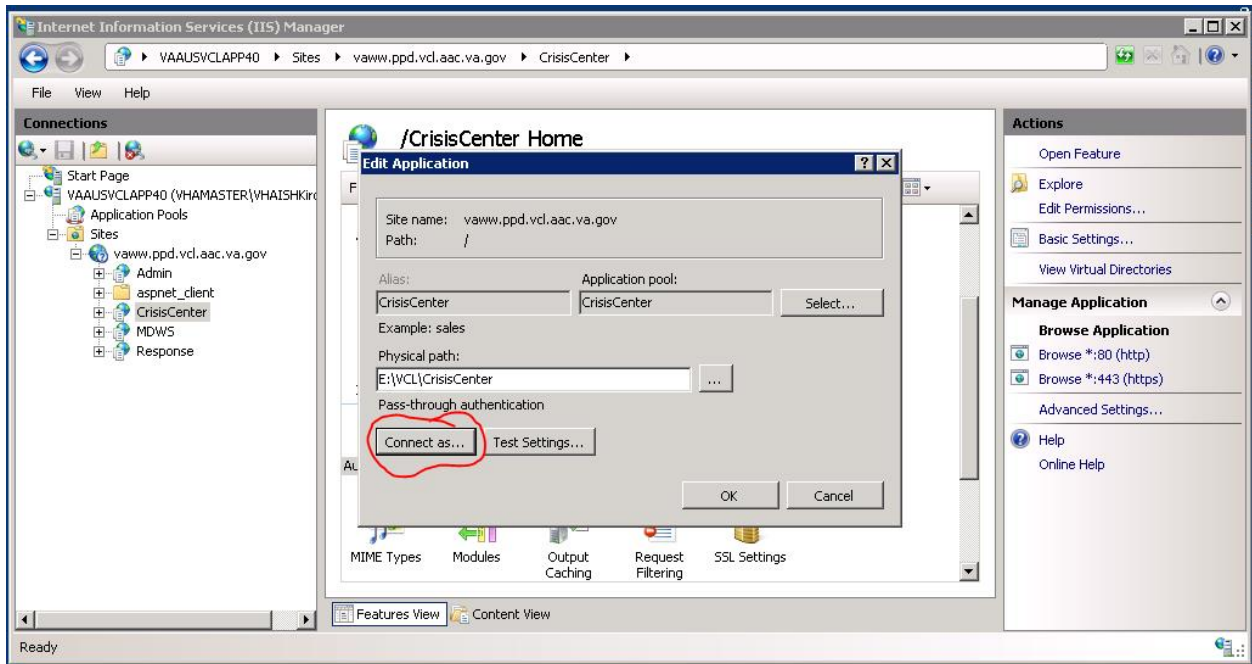 Internet Information Services (IIS) Manager
VAAUSVCLAPP40 Sites vaww.ppd.vcl.aac.va.gov CrisisCenter
File View Help
Connections
Start Page
VAAUSVCLAPP40 (VHAMASTER\VHAISHKir
Application Pools
Sites
vaww.ppd.vcl.aac.va.gov
Admin
aspnet_client
CrisisCenter
MDWS
Response
/CrisisCenter Home
Edit Application
Site name: vaww.ppd.vcl.aac.va.gov
Path: /
Alias: Application pool:
CrisisCenter CrisisCenter Select...
Example: sales
Physical path:
E:\VCL\CrisisCenter ...
Pass-through authentication
Connect as... Test Settings...
OK Cancel
MIME Types Modules Output Caching Request Filtering SSL Settings
Features View Content View
Actions
Open Feature
Explore
Edit Permissions...
Basic Settings...
View Virtual Directories
Manage Application
Browse Application
Browse *:80 (http)
Browse *:443 (https)
Advanced Settings...
Help
Online Help
Ready